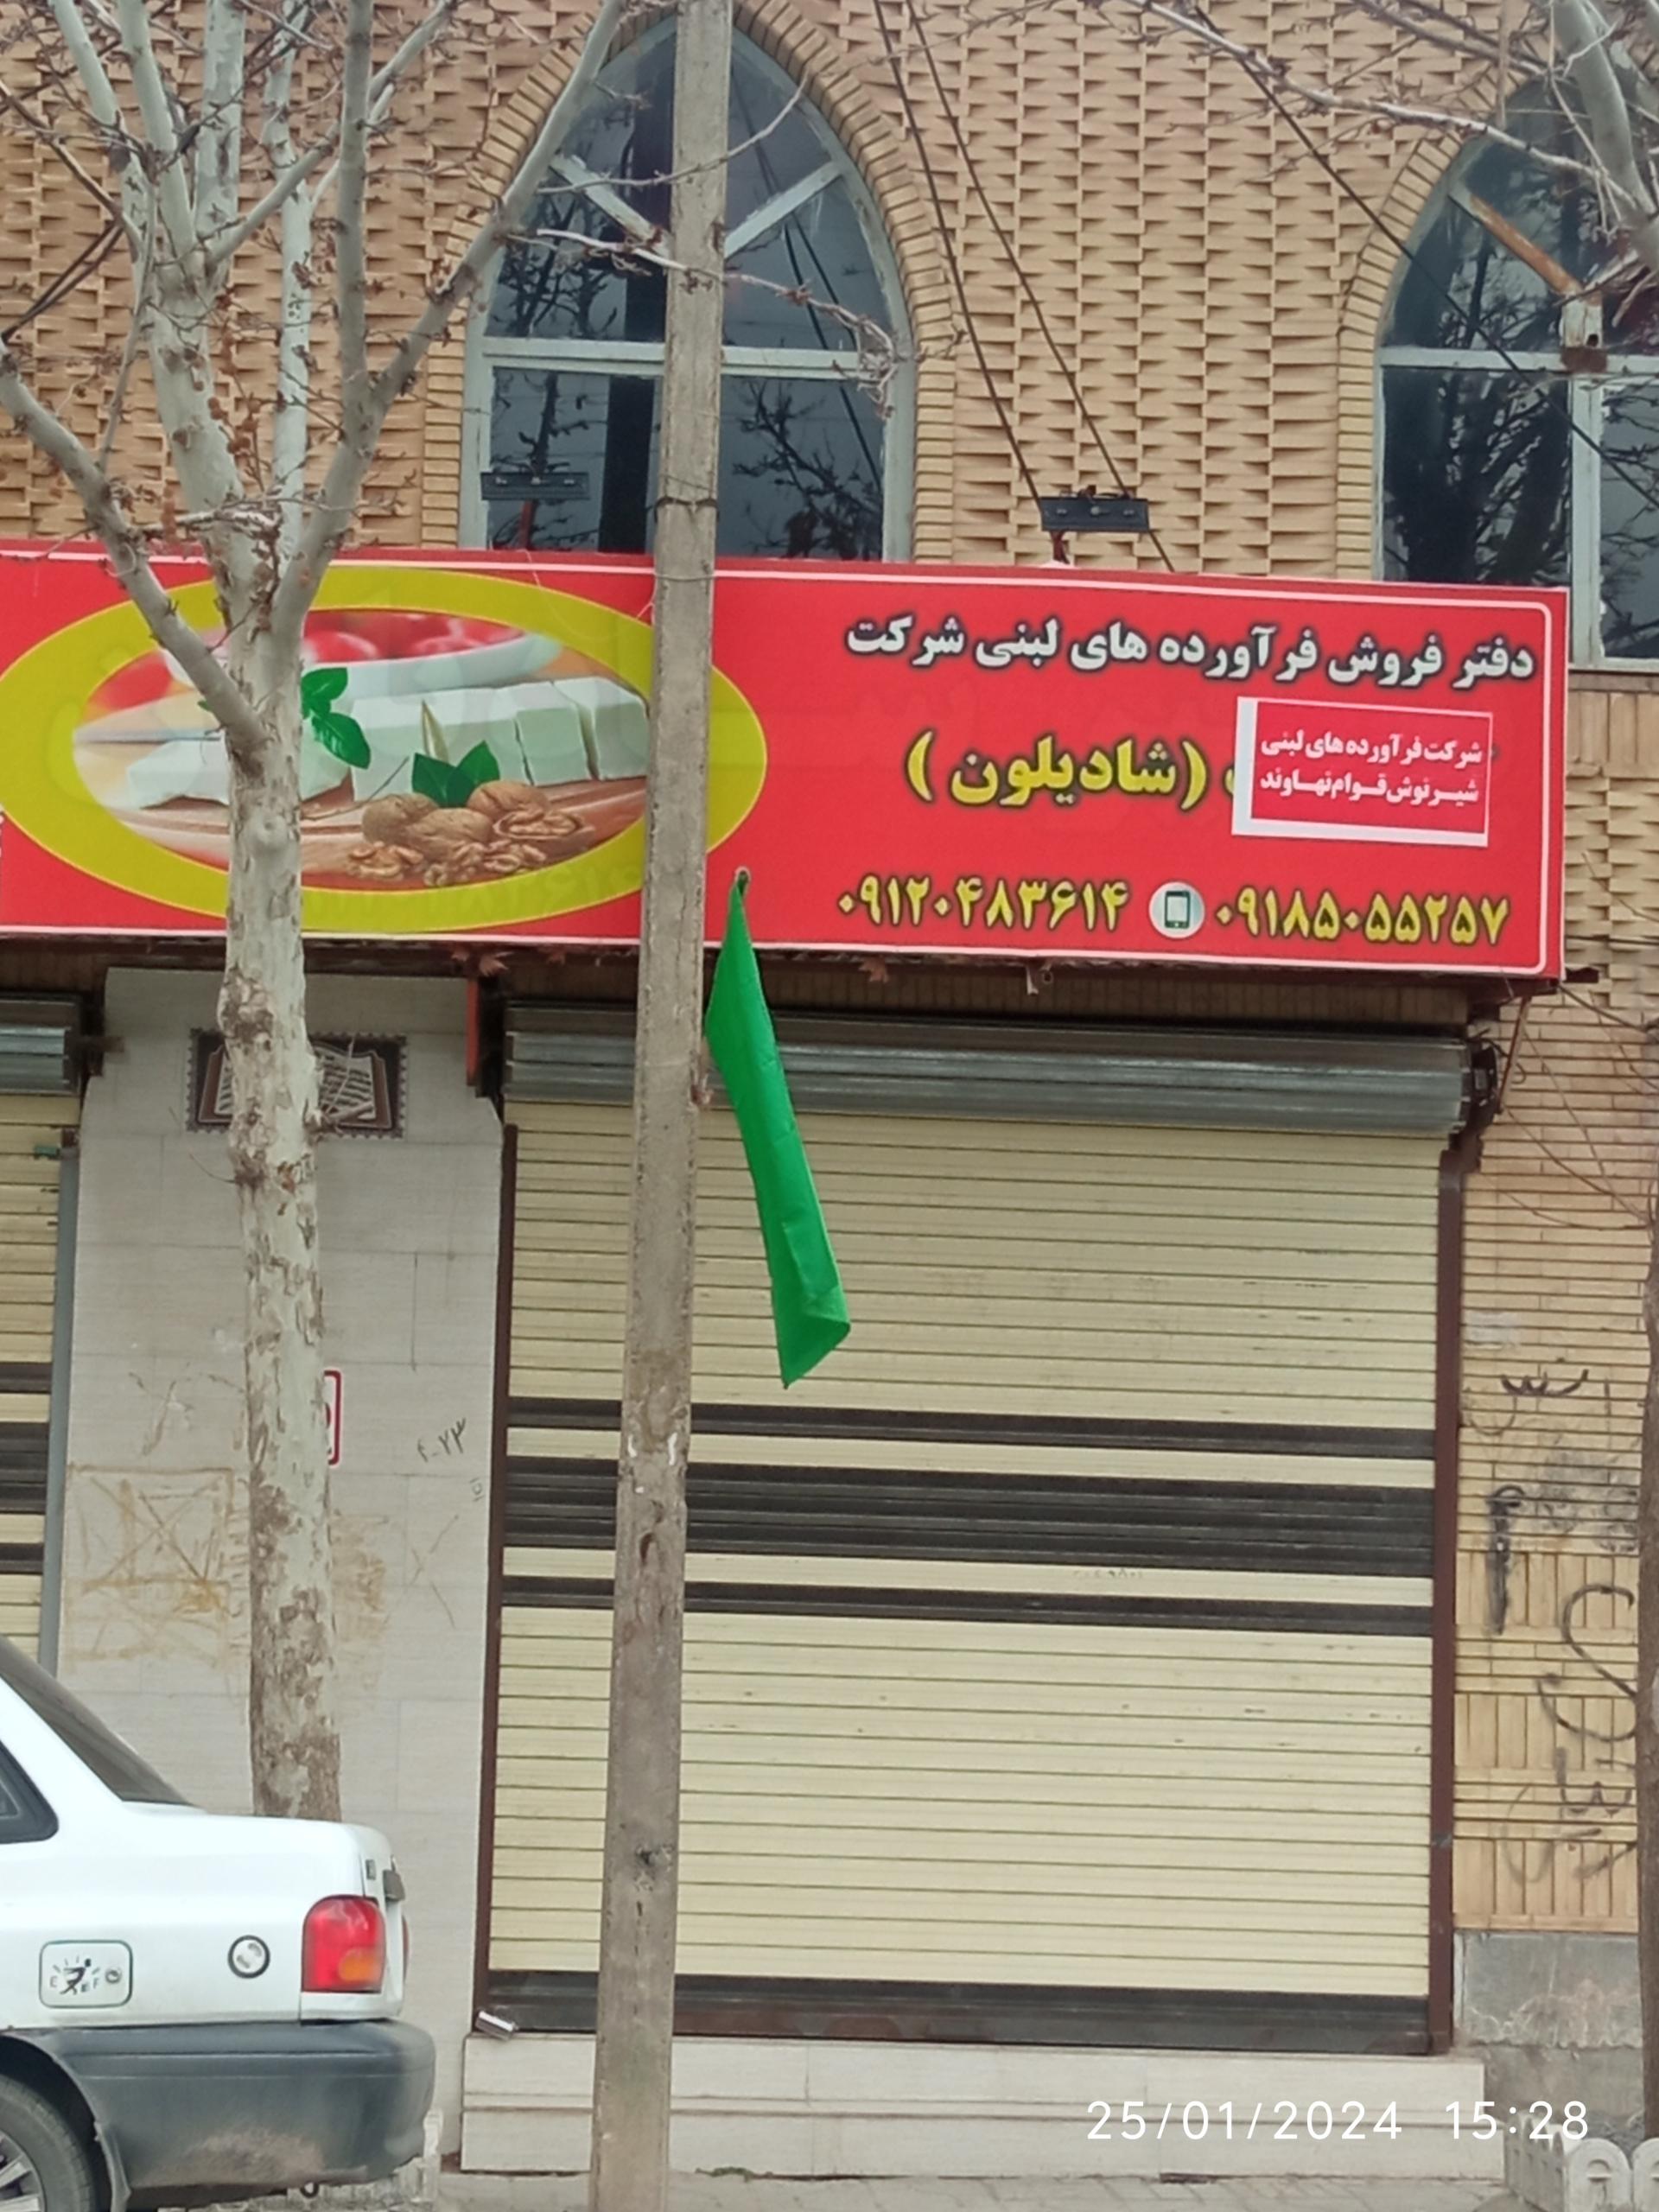 دفتر فروش فرآورده های لبنی شرکت
شرکت فرآورده‌های لبنی
شیرنوش قوام نهاوند
(شادیلون)
۰۹۱۸۵۰۵۵۲۵۷
۰۹۱۲۰۴۸۳۶۱۴
25/01/2024 15:28